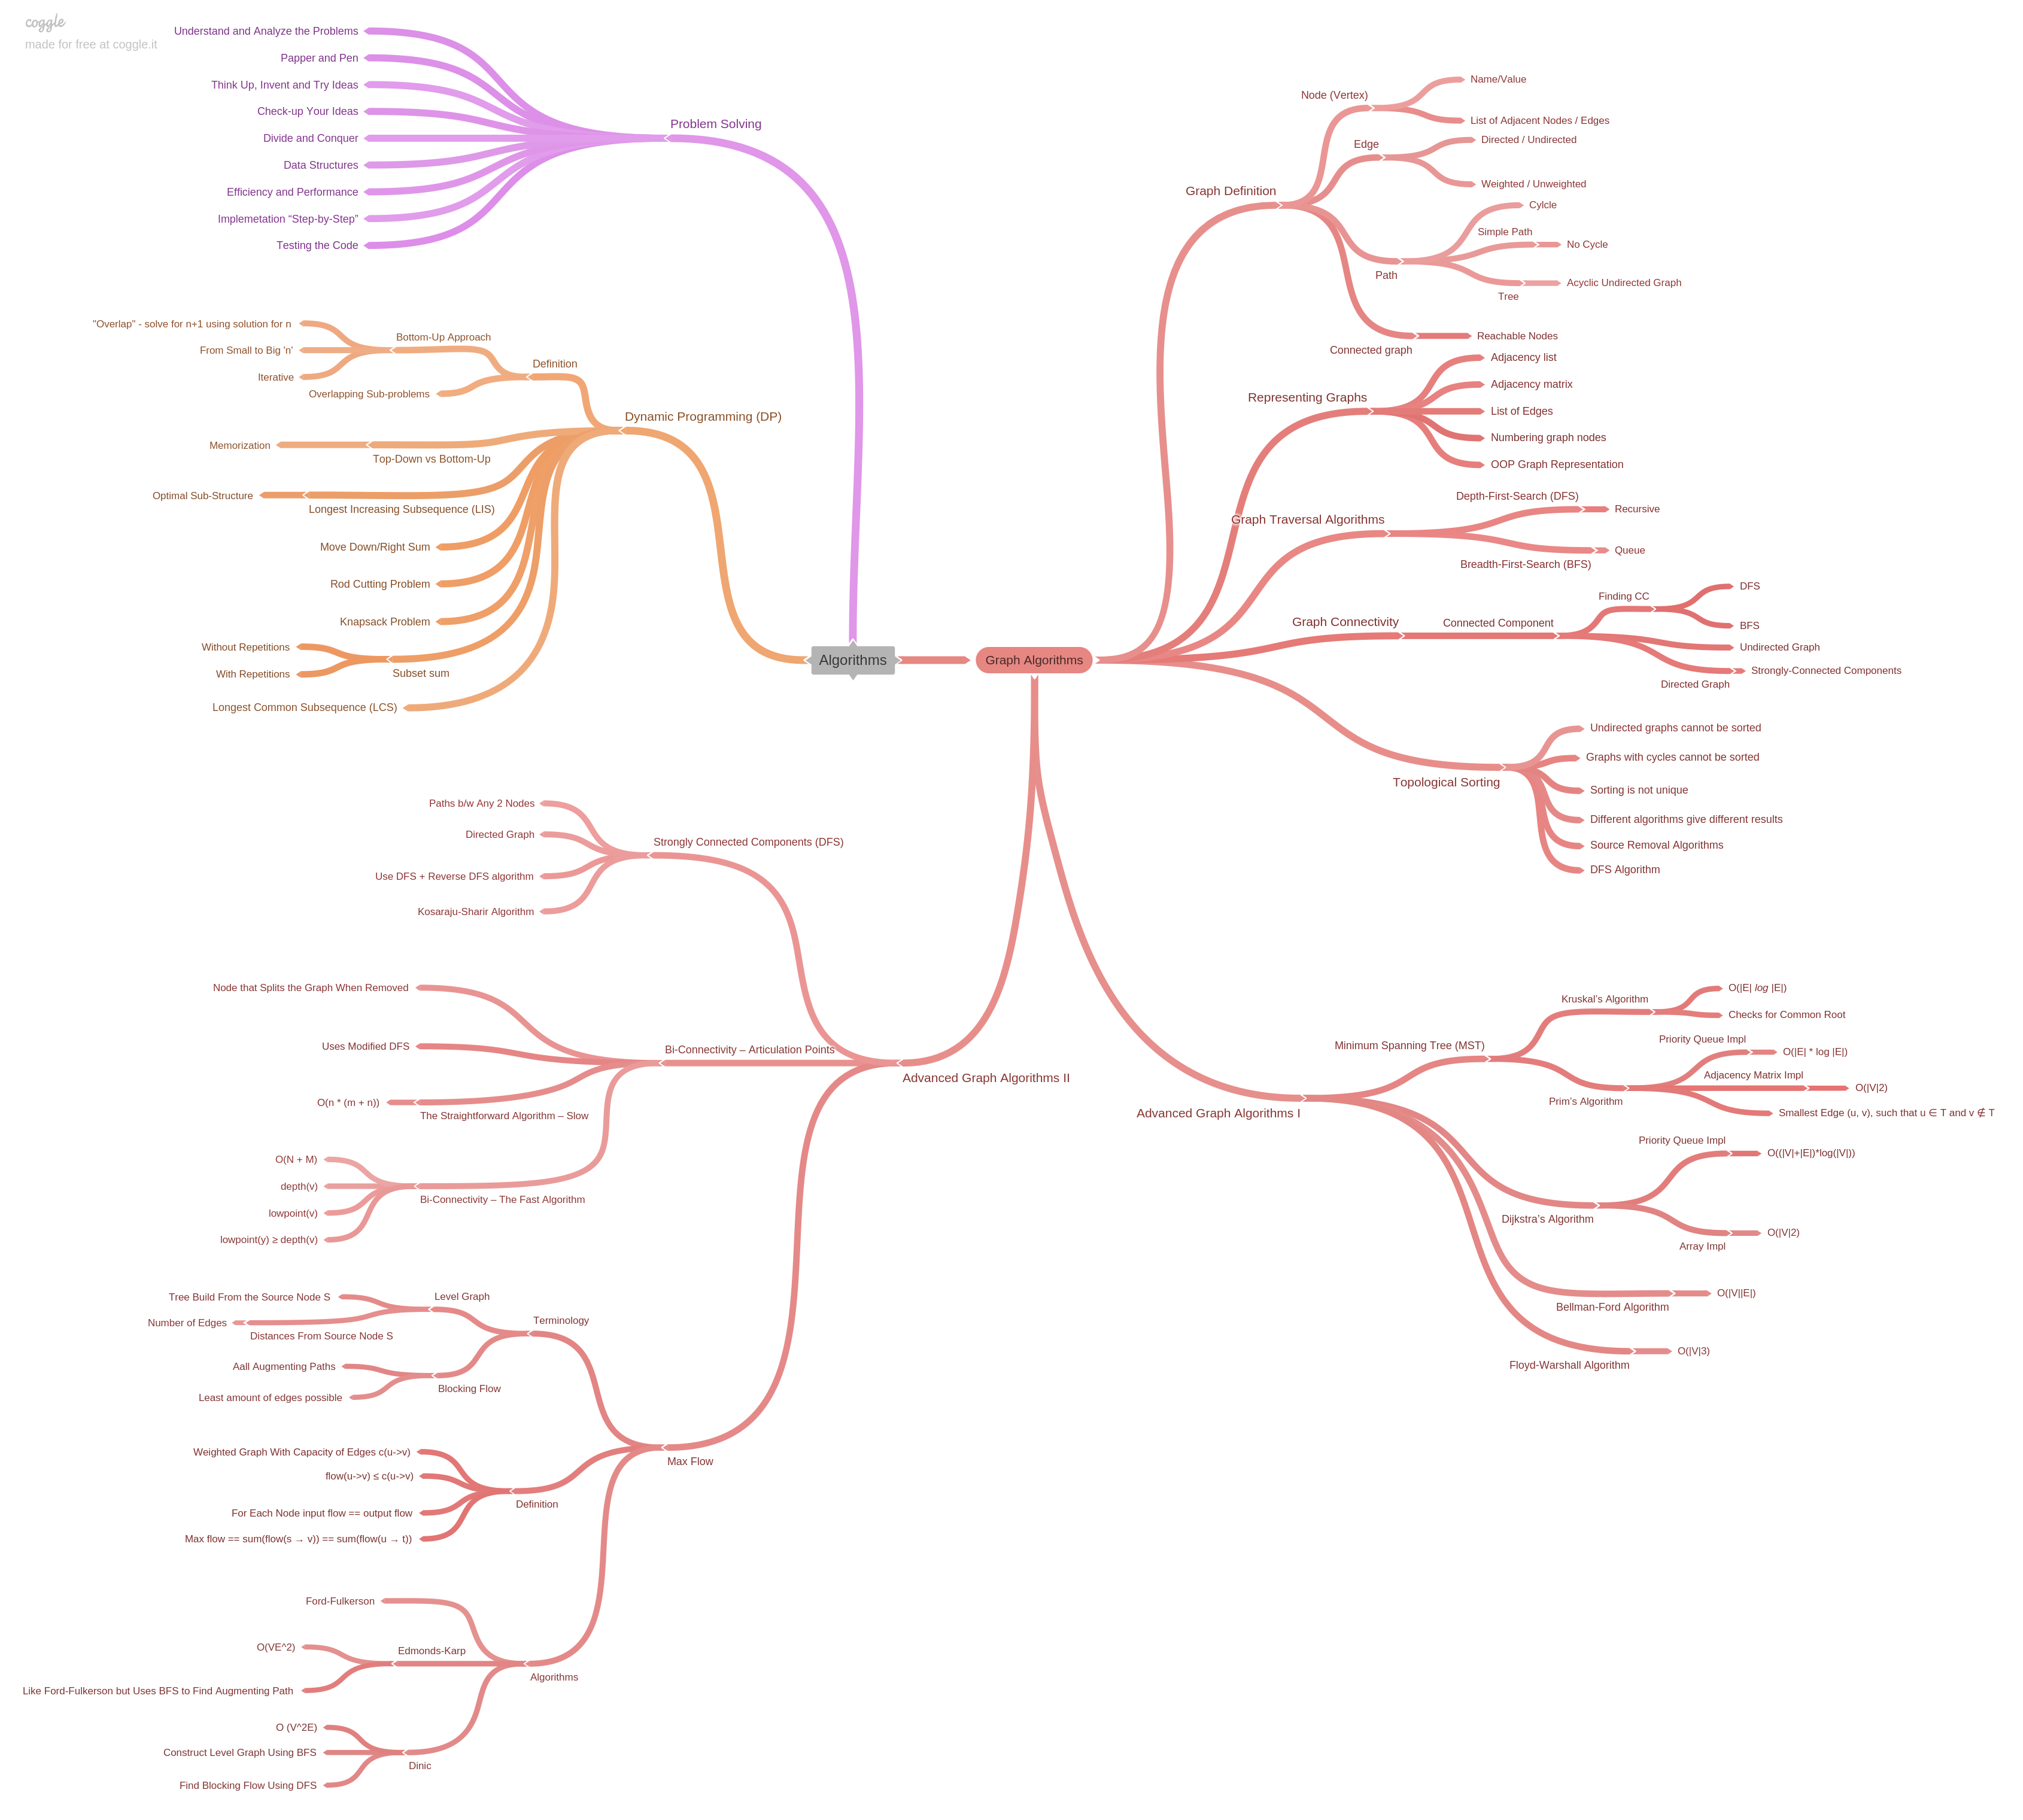 coggle
made for free at coggle.it
Understand and Analyze the Problems
Papper and Pen
Think Up, Invent and Try Ideas
Check-up Your Ideas
Divide and Conquer
Data Structures
Efficiency and Performance
Implemetation “Step-by-Step”
Testing the Code
Problem Solving
"Overlap" - solve for n+1 using solution for n
From Small to Big 'n'
Iterative
Bottom-Up Approach
Overlapping Sub-problems
Definition
Dynamic Programming (DP)
Memorization
Top-Down vs Bottom-Up
Optimal Sub-Structure
Longest Increasing Subsequence (LIS)
Move Down/Right Sum
Rod Cutting Problem
Knapsack Problem
Without Repetitions
With Repetitions
Subset sum
Longest Common Subsequence (LCS)
Algorithms
Graph Algorithms
Graph Definition
Node (Vertex)
Name/Value
List of Adjacent Nodes / Edges
Edge
Directed / Undirected
Weighted / Unweighted
Path
Cylcle
Simple Path
No Cycle
Tree
Acyclic Undirected Graph
Connected graph
Reachable Nodes
Representing Graphs
Adjacency list
Adjacency matrix
List of Edges
Numbering graph nodes
OOP Graph Representation
Graph Traversal Algorithms
Depth-First-Search (DFS)
Recursive
Breadth-First-Search (BFS)
Queue
Graph Connectivity
Connected Component
Finding CC
DFS
BFS
Undirected Graph
Directed Graph
Strongly-Connected Components
Topological Sorting
Undirected graphs cannot be sorted
Graphs with cycles cannot be sorted
Sorting is not unique
Different algorithms give different results
Source Removal Algorithms
DFS Algorithm
Advanced Graph Algorithms I
Minimum Spanning Tree (MST)
Kruskal’s Algorithm
O(|E| log |E|)
Checks for Common Root
Prim’s Algorithm
Priority Queue Impl
O(|E| * log |E|)
Adjacency Matrix Impl
O(|V|2)
Smallest Edge (u, v), such that u ∈ T and v ∉ T
Dijkstra’s Algorithm
Priority Queue Impl
O((|V|+|E|)*log(|V|))
Array Impl
O(|V|2)
Bellman-Ford Algorithm
O(|V||E|)
Floyd-Warshall Algorithm
O(|V|3)
Advanced Graph Algorithms II
Strongly Connected Components (DFS)
Paths b/w Any 2 Nodes
Directed Graph
Use DFS + Reverse DFS algorithm
Kosaraju-Sharir Algorithm
Bi-Connectivity – Articulation Points
Node that Splits the Graph When Removed
Uses Modified DFS
O(n * (m + n))
The Straightforward Algorithm – Slow
O(N + M)
depth(v)
lowpoint(v)
lowpoint(y) ≥ depth(v)
Bi-Connectivity – The Fast Algorithm
Max Flow
Terminology
Level Graph
Tree Build From the Source Node S
Number of Edges
Distances From Source Node S
Aall Augmenting Paths
Least amount of edges possible
Blocking Flow
Weighted Graph With Capacity of Edges c(u->v)
flow(u->v) ≤ c(u->v)
For Each Node input flow == output flow
Max flow == sum(flow(s → v)) == sum(flow(u → t))
Definition
Ford-Fulkerson
Edmonds-Karp
O(VE^2)
Like Ford-Fulkerson but Uses BFS to Find Augmenting Path
Algorithms
O (V^2E)
Construct Level Graph Using BFS
Find Blocking Flow Using DFS
Dinic